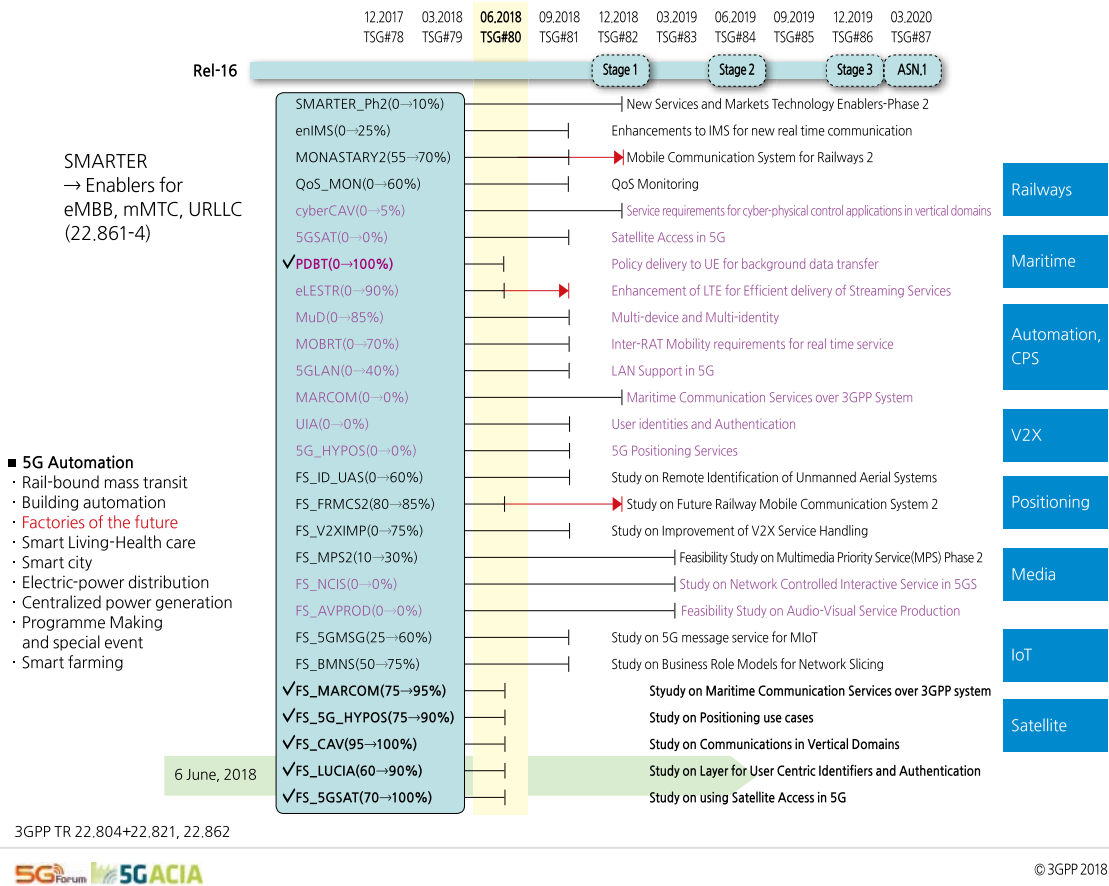 12.2017 03.2018 06.2018 09.2018 12.2018 03.2019 06.2019 09.2019 12.2019 03.2020
TSG#78 TSG#79 TSG#80 TSG#81 TSG#82 TSG#83 TSG#84 TSG#85 TSG#86 TSG#87
Rel-16 Stage 1 Stage 2 Stage 3 ASN.1
SMARTER
→ Enablers for
eMBB, mMTC, URLLC
(22.861-4)
SMARTER_Ph2(0→10%) New Services and Markets Technology Enablers-Phase 2
enIMS(0→25%) Enhancements to IMS for new real time communication
MONASTARY2(55→70%) Mobile Communication System for Railways 2
QoS_MON(0→60%) QoS Monitoring
cyberCAV(0→5%) Service requirements for cyber-physical control applications in vertical domains
5GSAT(0→0%) Satellite Access in 5G
✓PDBT(0→100%) Policy delivery to UE for background data transfer
eLESTR(0→90%) Enhancement of LTE for Efficient delivery of Streaming Services
MuD(0→85%) Multi-device and Multi-identity
MOBRT(0→70%) Inter-RAT Mobility requirements for real time service
5GLAN(0→40%) LAN Support in 5G
MARCOM(0→0%) Maritime Communication Services over 3GPP System
UIA(0→0%) User identities and Authentication
5G_HYPOS(0→0%) 5G Positioning Services
FS_ID_UAS(0→60%) Study on Remote Identification of Unmanned Aerial Systems
FS_FRMCS2(80→85%) Study on Future Railway Mobile Communication System 2
FS_V2XIMP(0→75%) Study on Improvement of V2X Service Handling
FS_MPS2(10→30%) Feasibility Study on Multimedia Priority Service(MPS) Phase 2
FS_NCIS(0→0%) Study on Network Controlled Interactive Service in 5GS
FS_AVPROD(0→0%) Feasibility Study on Audio-Visual Service Production
FS_5GMSG(25→60%) Study on 5G message service for MIoT
FS_BMNS(50→75%) Study on Business Role Models for Network Slicing
✓FS_MARCOM(75→95%) Styudy on Maritime Communication Services over 3GPP system
✓FS_5G_HYPOS(75→90%) Study on Positioning use cases
✓FS_CAV(95→100%) Study on Communications in Vertical Domains
✓FS_LUCIA(60→90%) Study on Layer for User Centric Identifiers and Authentication
✓FS_5GSAT(70→100%) Study on using Satellite Access in 5G
Railways
Maritime
Automation,
CPS
V2X
Positioning
Media
IoT
Satellite
■ 5G Automation
· Rail-bound mass transit
· Building automation
· Factories of the future
· Smart Living-Health care
· Smart city
· Electric-power distribution
· Centralized power generation
· Programme Making
and special event
· Smart farming
6 June, 2018
3GPP TR 22.804+22.821, 22.862
5G Forum 5GACIA
© 3GPP 2018